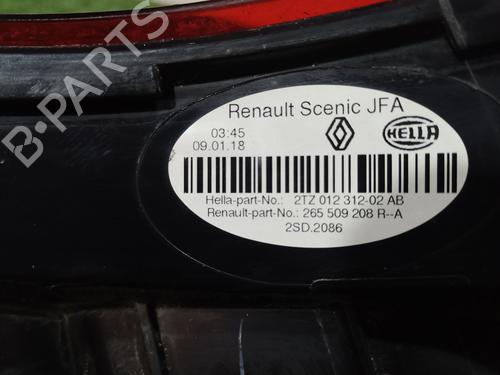 Renault Scenic JFA
03:45
09.01.18
HELLA
Hella-part-No.: 2TZ 012 312-02 AB
Renault-part-No.: 265 509 208 R--A
2SD.2086
B-Parts